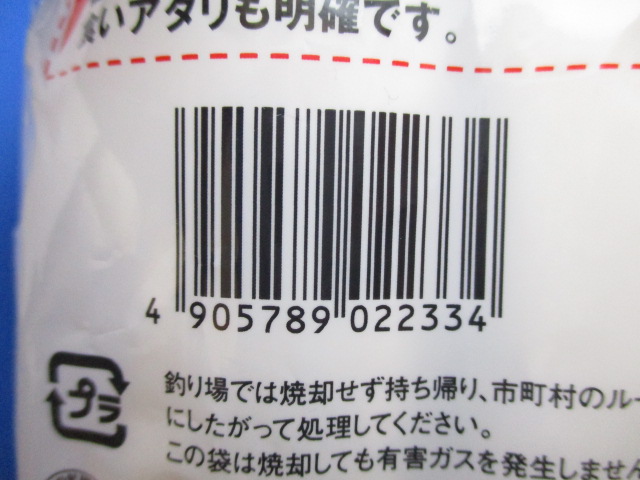 食いアタリも明確です。
4 905789 022334
プラ
釣り場では焼却せず持ち帰り、市町村のルー
にしたがって処理してください。
この袋は焼却しても有害ガスを発生しません